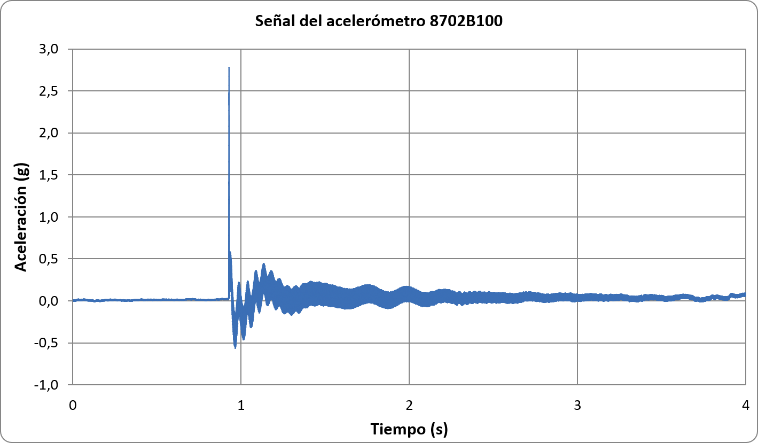 Señal del acelerómetro 8702B100
3,0
2,5
2,0
1,5
1,0
0,5
0,0
-0,5
-1,0
Aceleración (g)
0 1 2 3 4
Tiempo (s)